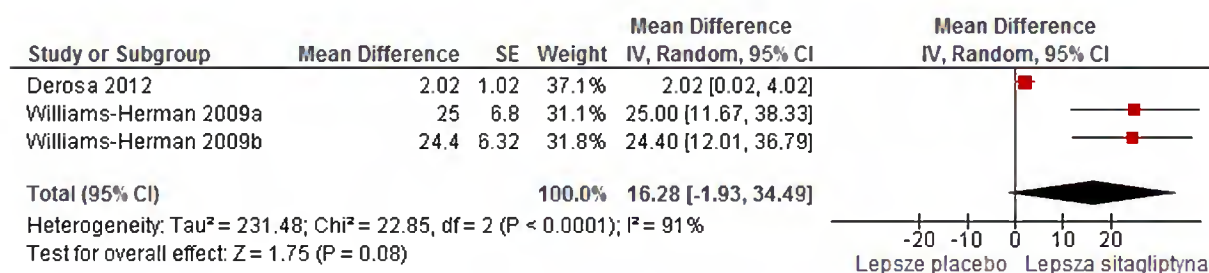 Mean Difference Mean Difference
Study or Subgroup Mean Difference SE Weight IV, Random, 95% CI IV, Random, 95% CI
Derosa 2012 2.02 1.02 37.1% 2.02 [0.02, 4.02]
Williams-Herman 2009a 25 6.8 31.1% 25.00 [11.67, 38.33]
Williams-Herman 2009b 24.4 6.32 31.8% 24.40 [12.01, 36.79]
Total (95% CI) 100.0% 16.28 [-1.93, 34.49]
Heterogeneity: Tau² = 231.48; Chi² = 22.85, df = 2 (P < 0.0001); I² = 91%
Test for overall effect: Z = 1.75 (P = 0.08)
-20 -10 0 10 20
Lepsze placebo Lepsza sitagliptyna